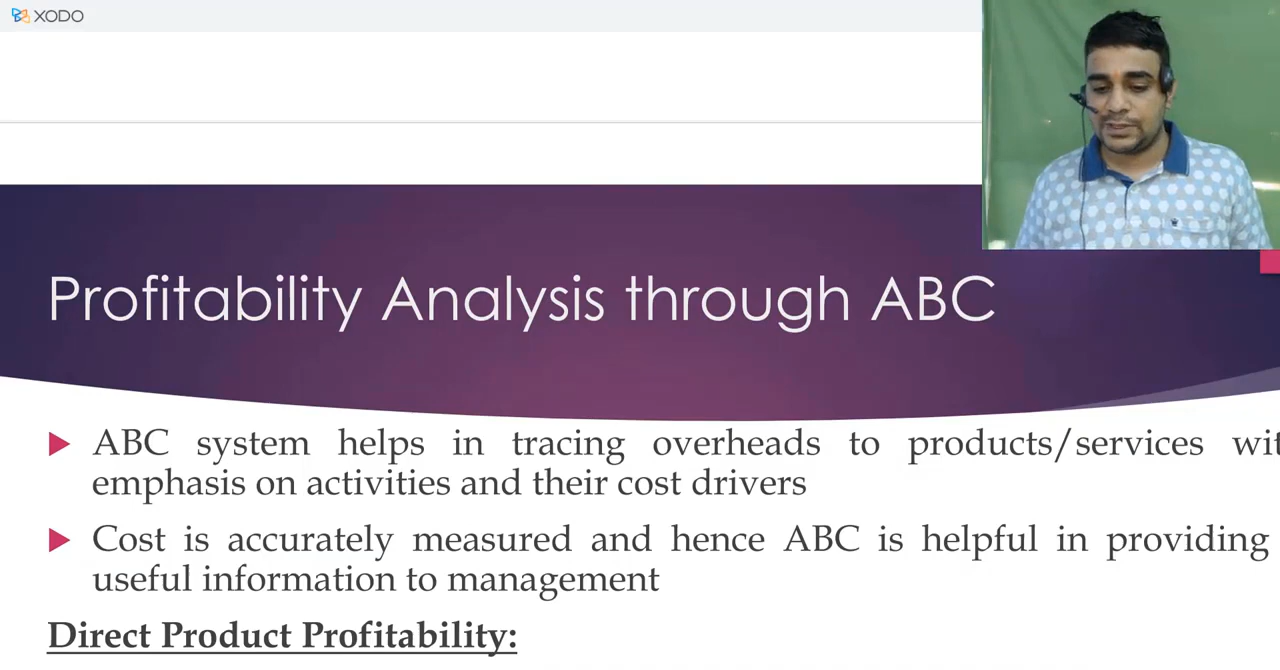 XODO
Profitability Analysis through ABC
ABC system helps in tracing overheads to products/services
emphasis on activities and their cost drivers
Cost is accurately measured and hence ABC is helpful in providing
useful information to management
Direct Product Profitability: